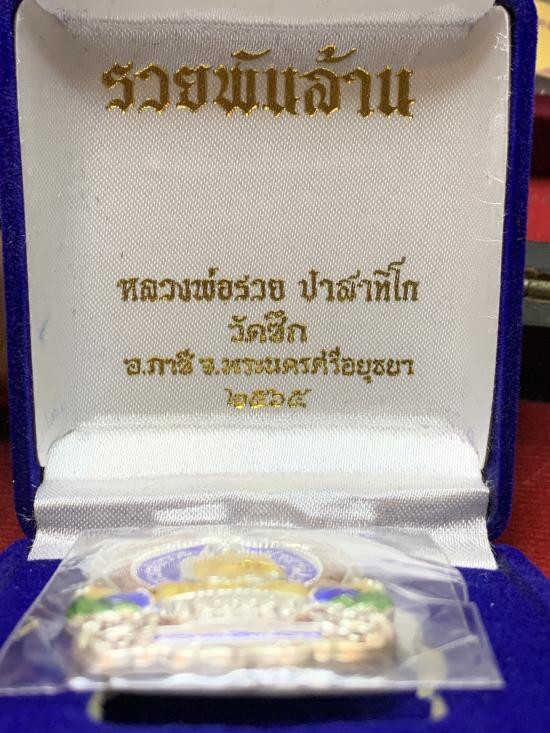 รวยพันล้าน
หลวงพ่อรวย ปาสาทิโก
วัดซึก
อ.ภาชี จ.พระนครศรีอยุธยา
๒๕๖๕